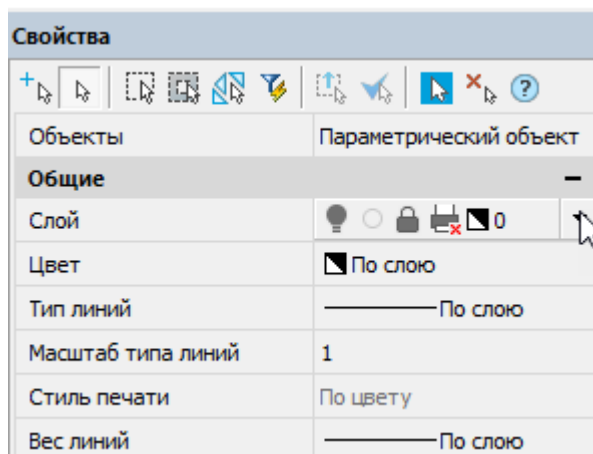 Свойства
Объекты Параметрический объект
Общие
Слой 0
Цвет По слою
Тип линий По слою
Масштаб типа линий 1
Стиль печати По цвету
Вес линий По слою